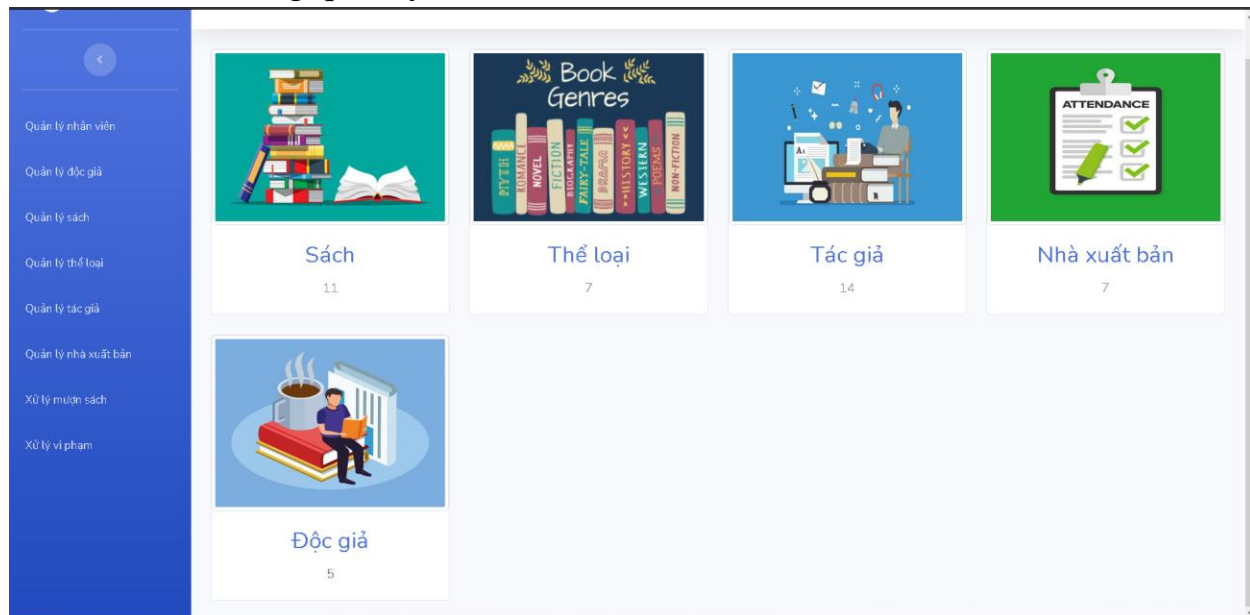 Quản lý nhân viên
Quản lý độc giả
Quản lý sách
Quản lý thể loại
Quản lý tác giả
Quản lý nhà xuất bản
Xử lý mượn sách
Xử lý vi phạm
Book
Genres
MYTH
ROMANCE
NOVEL
FICTION
BIOGRAPHY
FAIRY-TALE
DRAMA
HISTORY
WESTERN
POEMS
NON-FICTION
ATTENDANCE
Sách
11
Thể loại
7
Tác giả
14
Nhà xuất bản
7
Độc giả
5